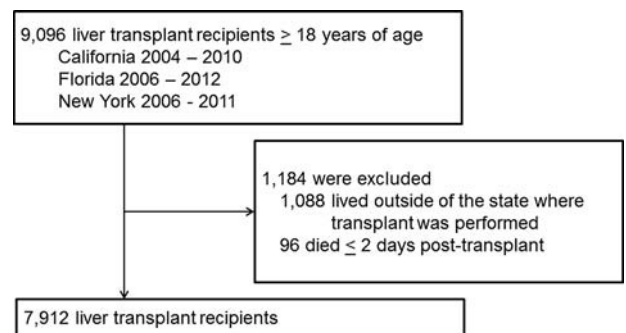 9,096 liver transplant recipients ≥ 18 years of age
California 2004 – 2010
Florida 2006 – 2012
New York 2006 - 2011
1,184 were excluded
1,088 lived outside of the state where
transplant was performed
96 died ≤ 2 days post-transplant
7,912 liver transplant recipients